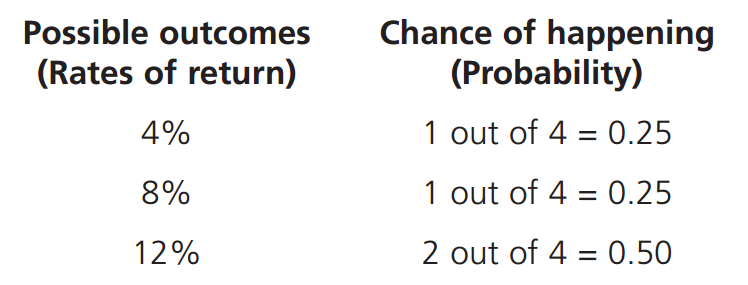 Possible outcomes Chance of happening
(Rates of return) (Probability)
4% 1 out of 4 = 0.25
8% 1 out of 4 = 0.25
12% 2 out of 4 = 0.50